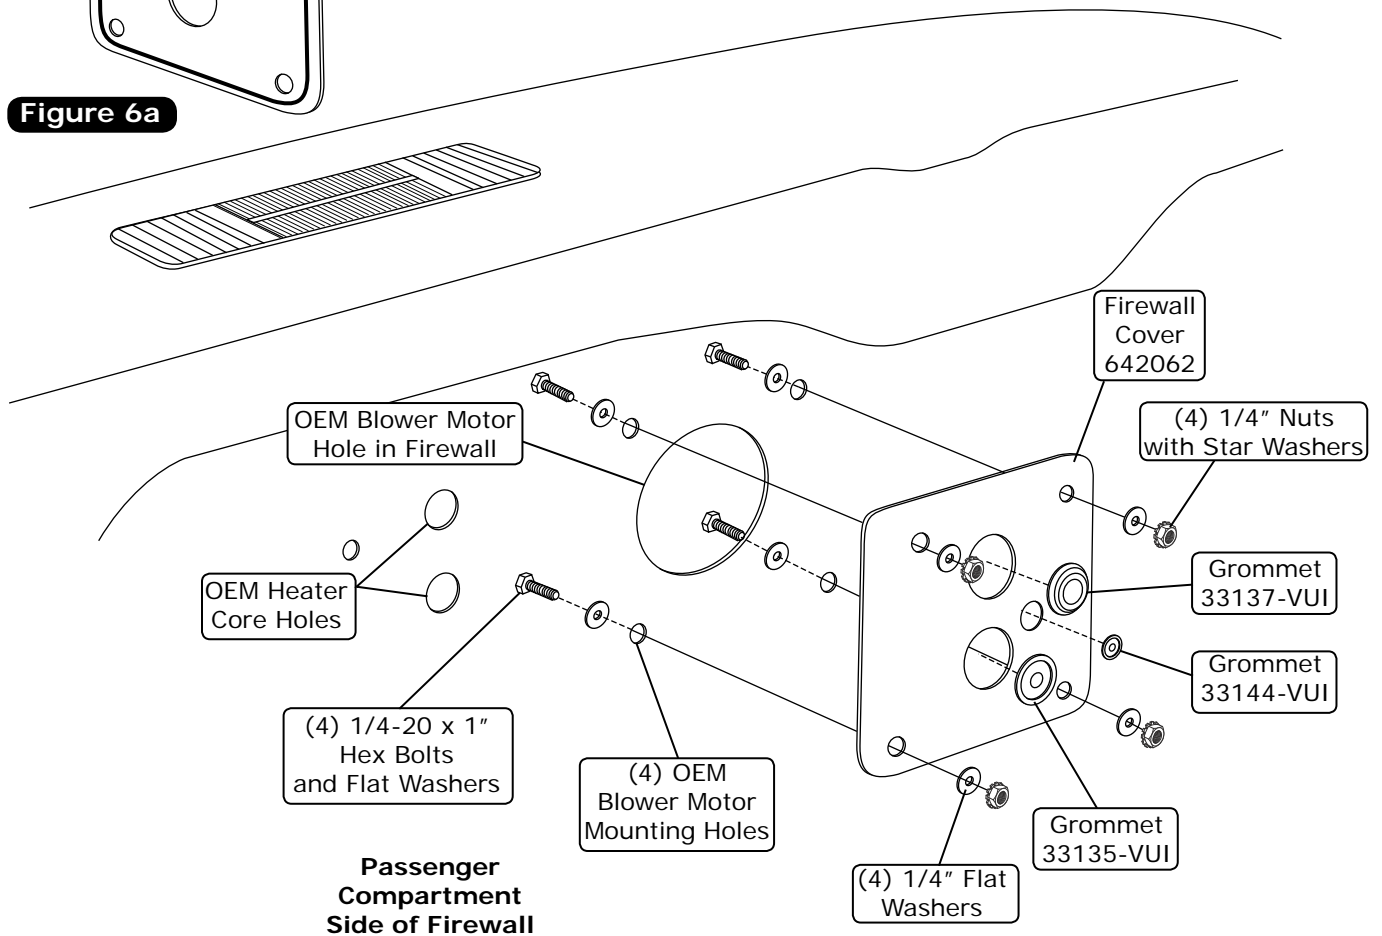 Figure 6a
Firewall
Cover
642062
OEM Blower Motor
Hole in Firewall
(4) 1/4″ Nuts
with Star Washers
OEM Heater
Core Holes
Grommet
33137-VUI
Grommet
33144-VUI
(4) 1/4-20 x 1″
Hex Bolts
and Flat Washers
(4) OEM
Blower Motor
Mounting Holes
Grommet
33135-VUI
(4) 1/4″ Flat
Washers
Passenger
Compartment
Side of Firewall